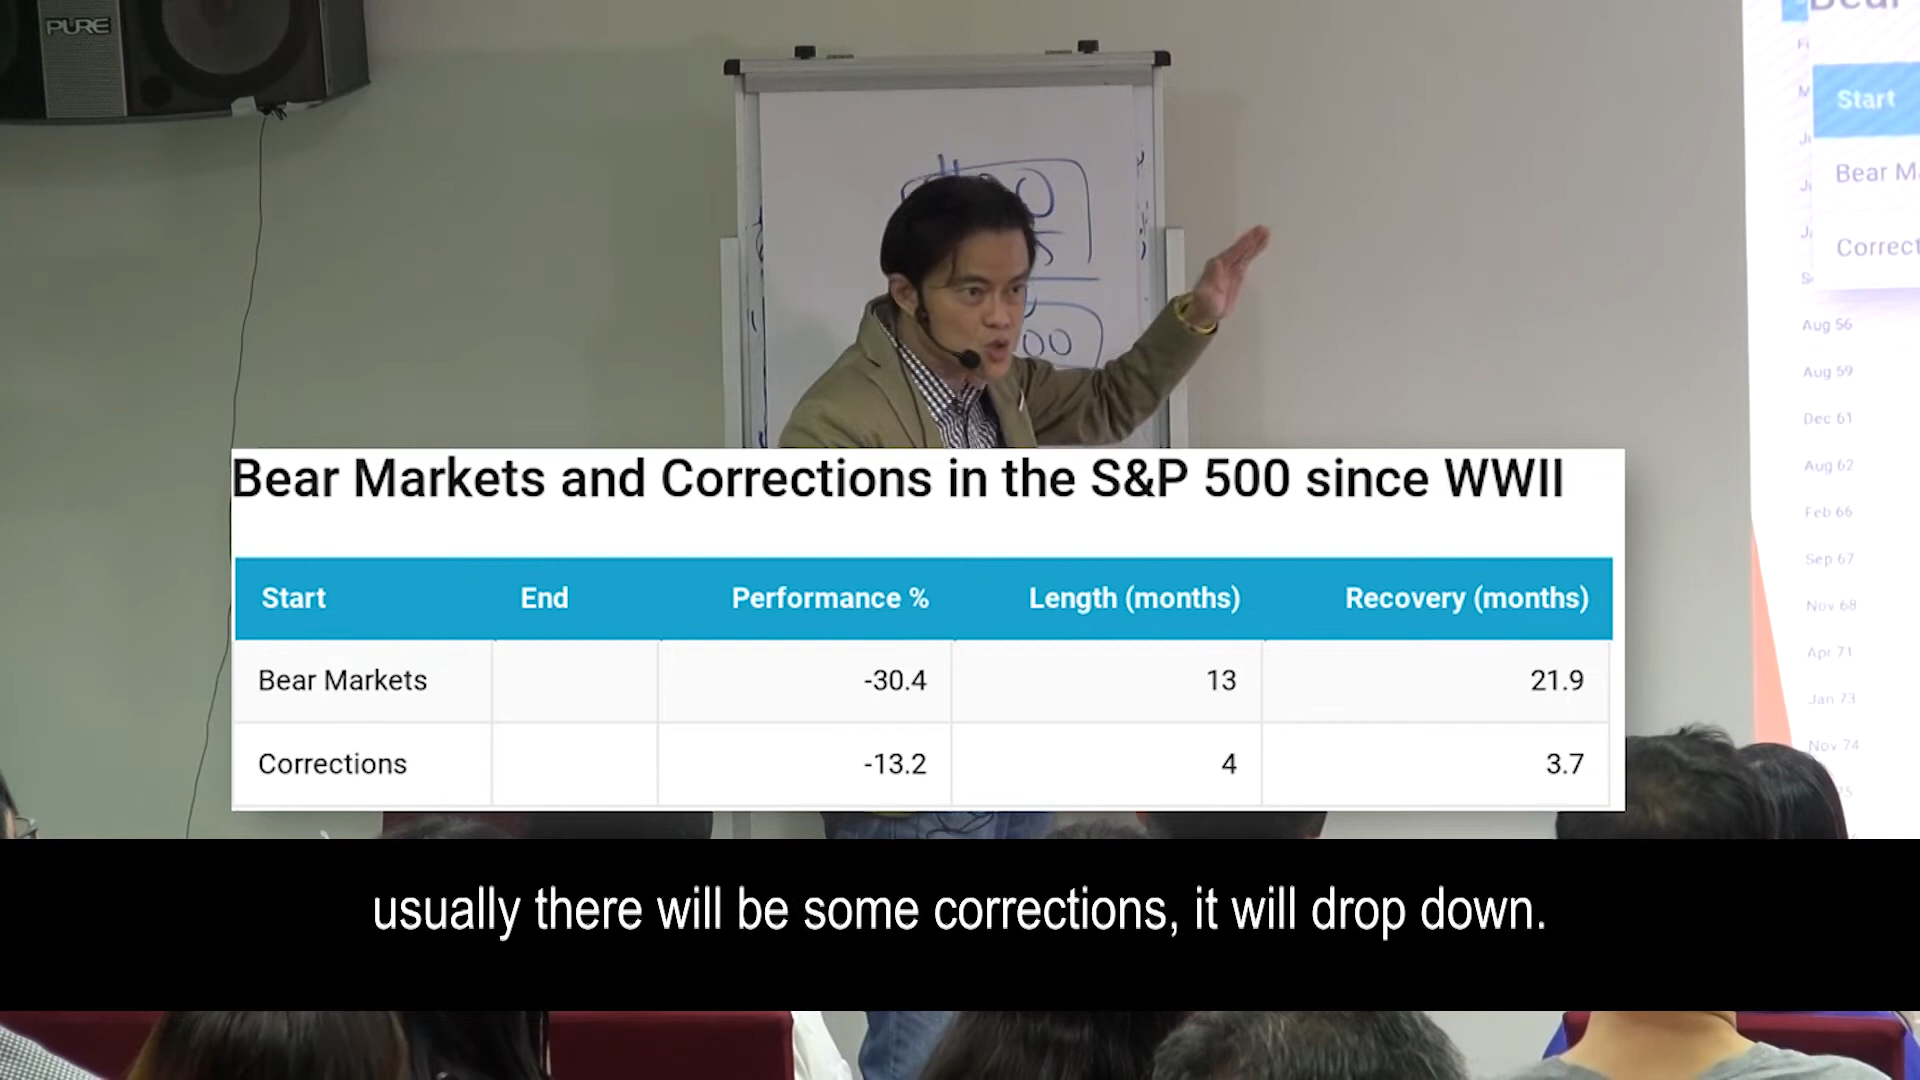 PURE
Start
Bear M
Correct
Aug 56
Aug 59
Dec 61
Aug 62
Feb 66
Sep 67
Nov 68
Apr 71
Jan 73
Nov 74
Bear Markets and Corrections in the S&P 500 since WWII
Start End Performance % Length (months) Recovery (months)
Bear Markets -30.4 13 21.9
Corrections -13.2 4 3.7
usually there will be some corrections, it will drop down.